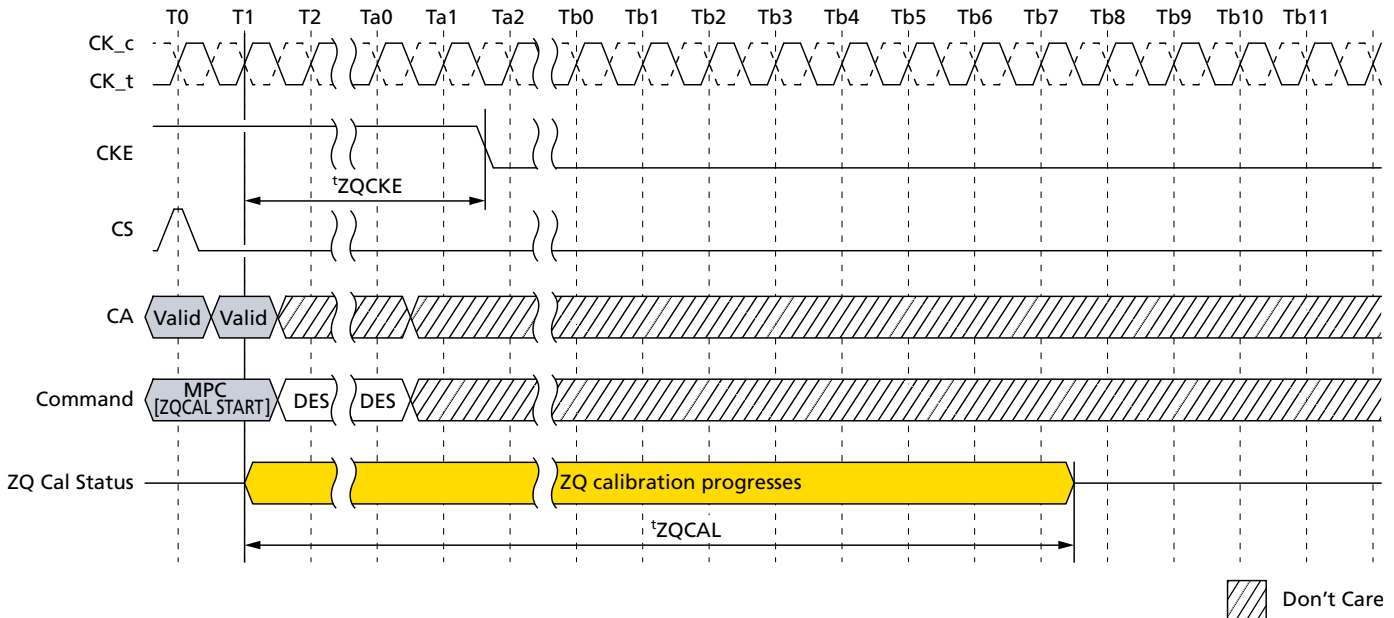 T0 T1 T2 Ta0 Ta1 Ta2 Tb0 Tb1 Tb2 Tb3 Tb4 Tb5 Tb6 Tb7 Tb8 Tb9 Tb10 Tb11
CK_c
CK_t
CKE
tZQCKE
CS
CA Valid Valid
Command MPC [ZQCAL START] DES DES
ZQ Cal Status ZQ calibration progresses
tZQCAL
Don't Care